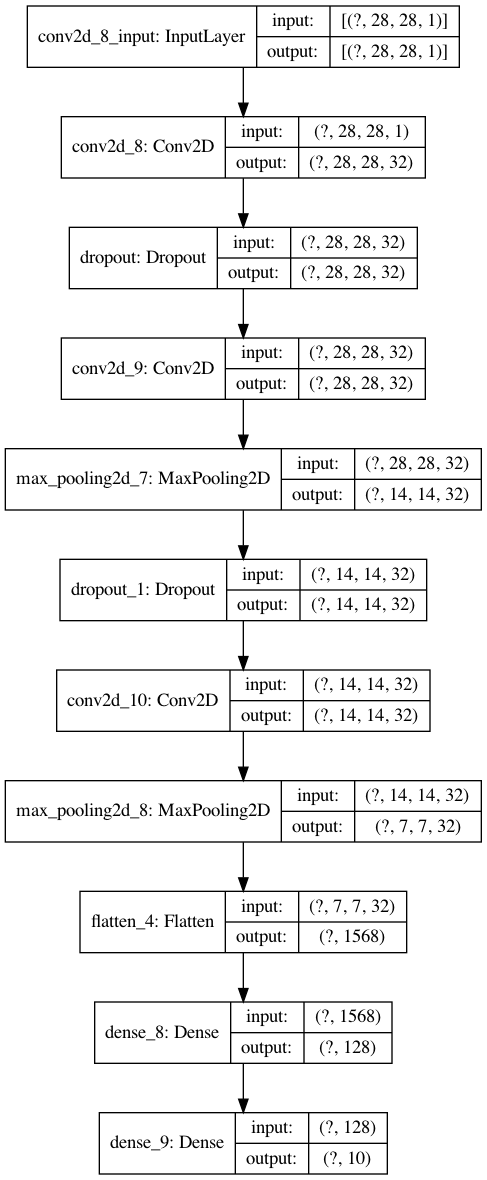 conv2d_8_input: InputLayer
input: [(?, 28, 28, 1)]
output: [(?, 28, 28, 1)]
conv2d_8: Conv2D
input: (?, 28, 28, 1)
output: (?, 28, 28, 32)
dropout: Dropout
input: (?, 28, 28, 32)
output: (?, 28, 28, 32)
conv2d_9: Conv2D
input: (?, 28, 28, 32)
output: (?, 28, 28, 32)
max_pooling2d_7: MaxPooling2D
input: (?, 28, 28, 32)
output: (?, 14, 14, 32)
dropout_1: Dropout
input: (?, 14, 14, 32)
output: (?, 14, 14, 32)
conv2d_10: Conv2D
input: (?, 14, 14, 32)
output: (?, 14, 14, 32)
max_pooling2d_8: MaxPooling2D
input: (?, 14, 14, 32)
output: (?, 7, 7, 32)
flatten_4: Flatten
input: (?, 7, 7, 32)
output: (?, 1568)
dense_8: Dense
input: (?, 1568)
output: (?, 128)
dense_9: Dense
input: (?, 128)
output: (?, 10)